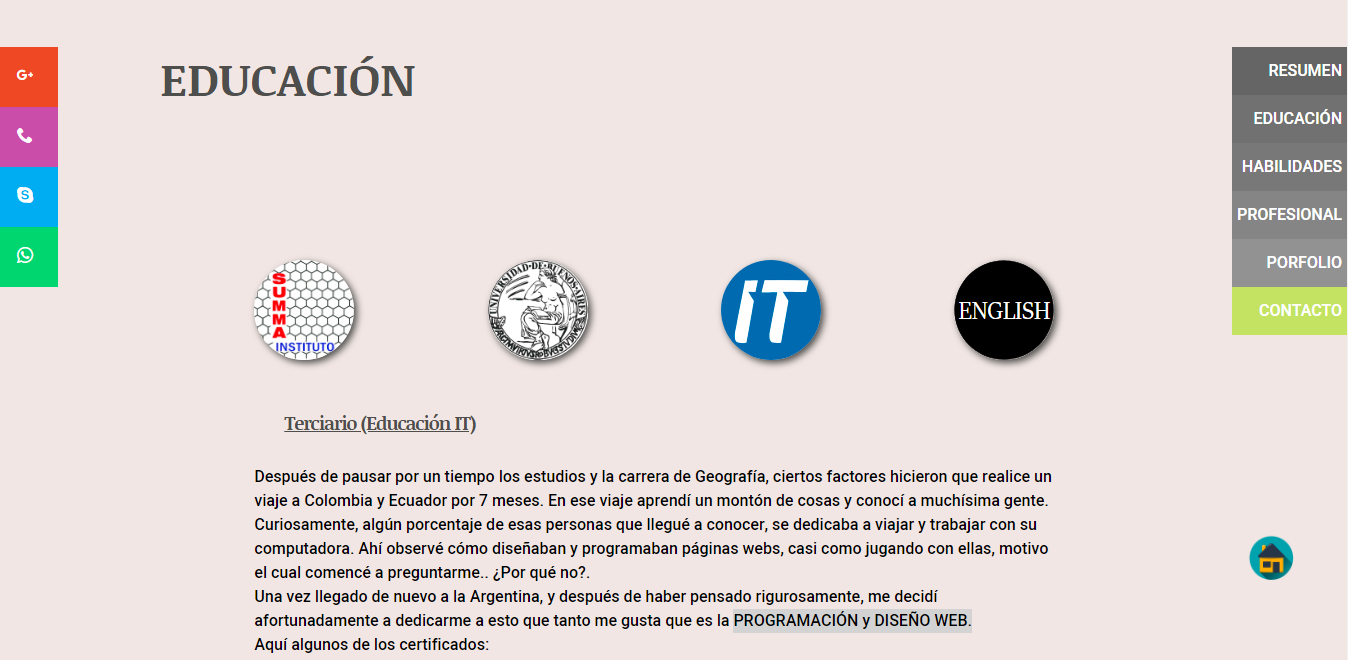 EDUCACIÓN
G+
RESUMEN
EDUCACIÓN
HABILIDADES
PROFESIONAL
PORFOLIO
CONTACTO
SUMMA
INSTITUTO
UNIVERSIDAD·DE·BUENOS·AIRES
IT
ENGLISH
Terciario (Educación IT)
Después de pausar por un tiempo los estudios y la carrera de Geografía, ciertos factores hicieron que realice un
viaje a Colombia y Ecuador por 7 meses. En ese viaje aprendí un montón de cosas y conocí a muchísima gente.
Curiosamente, algún porcentaje de esas personas que llegué a conocer, se dedicaba a viajar y trabajar con su
computadora. Ahí observé cómo diseñaban y programaban páginas webs, casi como jugando con ellas, motivo
el cual comencé a preguntarme.. ¿Por qué no?.
Una vez llegado de nuevo a la Argentina, y después de haber pensado rigurosamente, me decidí
afortunadamente a dedicarme a esto que tanto me gusta que es la PROGRAMACIÓN y DISEÑO WEB.
Aquí algunos de los certificados: